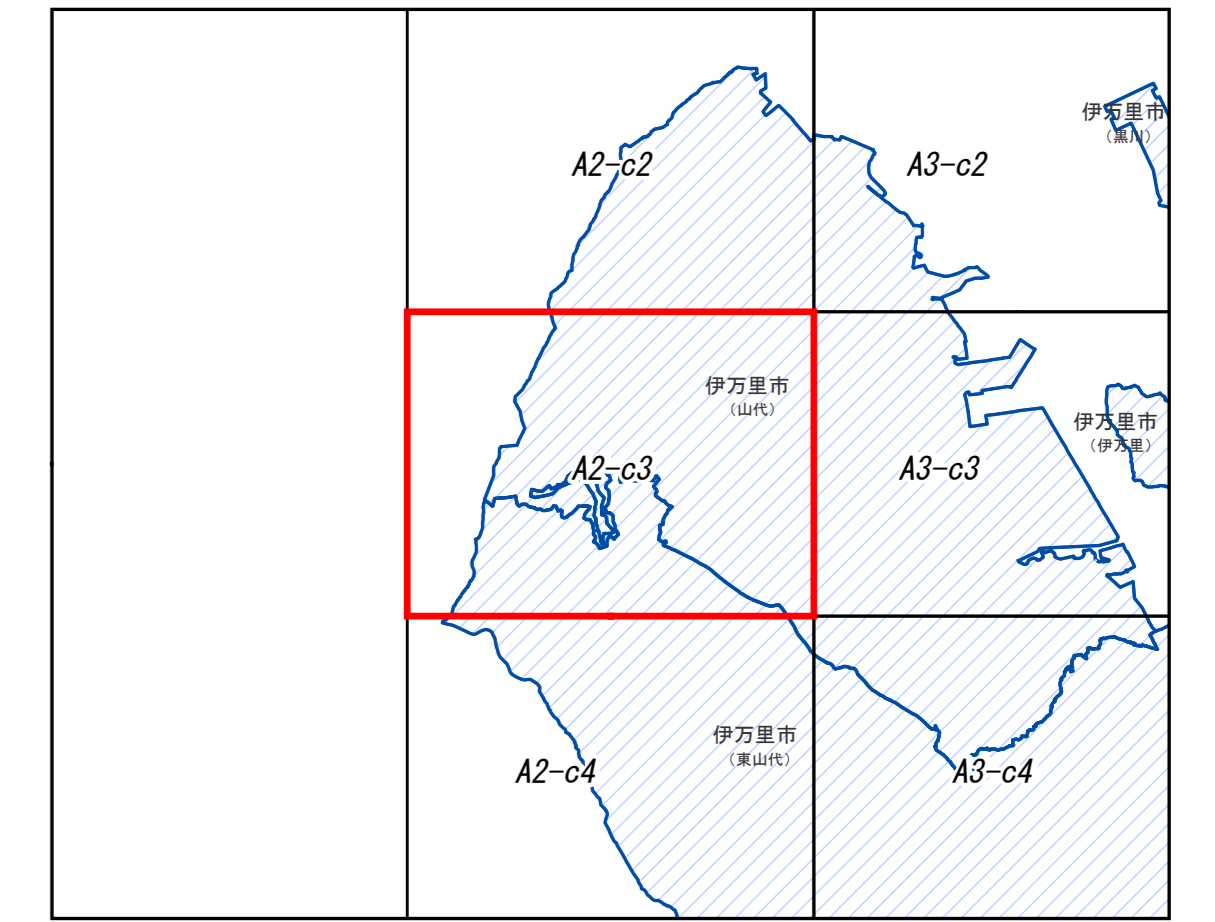 伊万里市
（黒川）
A2-c2
A3-c2
伊万里市
（山代）
伊万里市
（伊万里）
A2-c3
A3-c3
伊万里市
（東山代）
A2-c4
A3-c4